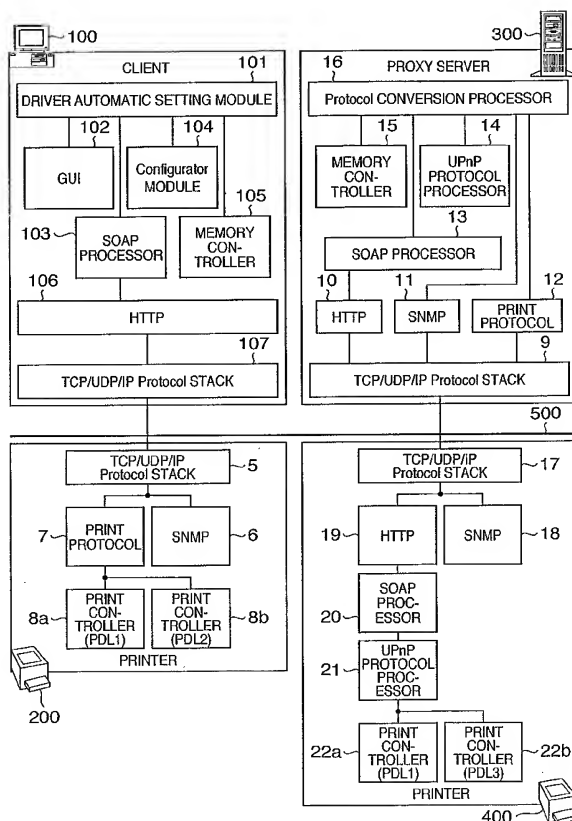 100
CLIENT
101
DRIVER AUTOMATIC SETTING MODULE
102
GUI
104
Configurator
MODULE
103
SOAP
PROCESSOR
105
MEMORY CON-
TROLLER
106
HTTP
107
TCP/UDP/IP Protocol STACK
300
PROXY SERVER
16
Protocol CONVERSION PROCESSOR
15
MEMORY CON-
TROLLER
14
UPnP
PROTOCOL
PROCESSOR
13
SOAP PROCESSOR
10
HTTP
11
SNMP
12
PRINT
PROTOCOL
9
TCP/UDP/IP Protocol STACK
500
TCP/UDP/IP
Protocol STACK
5
7
PRINT
PROTOCOL
SNMP
6
8a
PRINT CON-
TROLLER
(PDL1)
PRINT CON-
TROLLER
(PDL2)
8b
PRINTER
200
TCP/UDP/IP
Protocol STACK
17
19
HTTP
SNMP
18
20
SOAP
PROC-
ESSOR
21
UPnP
PROTOCOL
PROCE-
SSOR
22a
PRINT CON-
TROLLER
(PDL1)
PRINT CON-
TROLLER
(PDL3)
22b
PRINTER
400